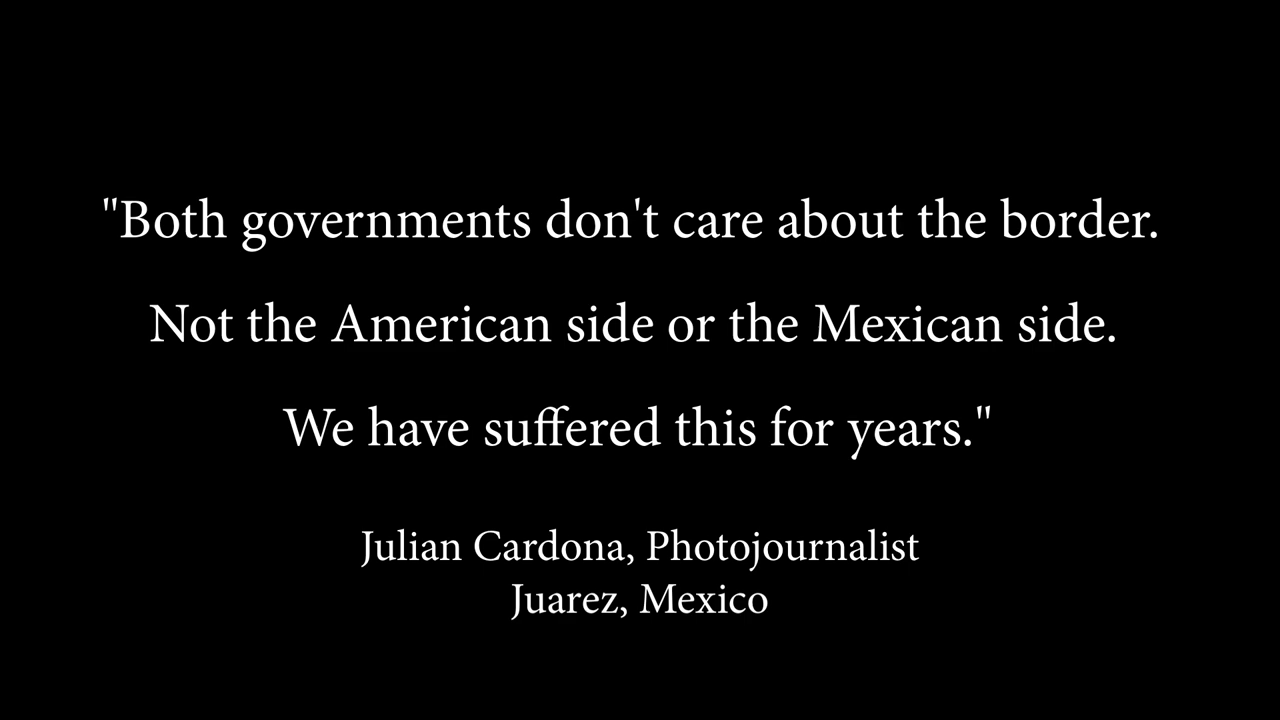 "Both governments don't care about the border.
Not the American side or the Mexican side.
We have suffered this for years."
Julian Cardona, Photojournalist
Juarez, Mexico